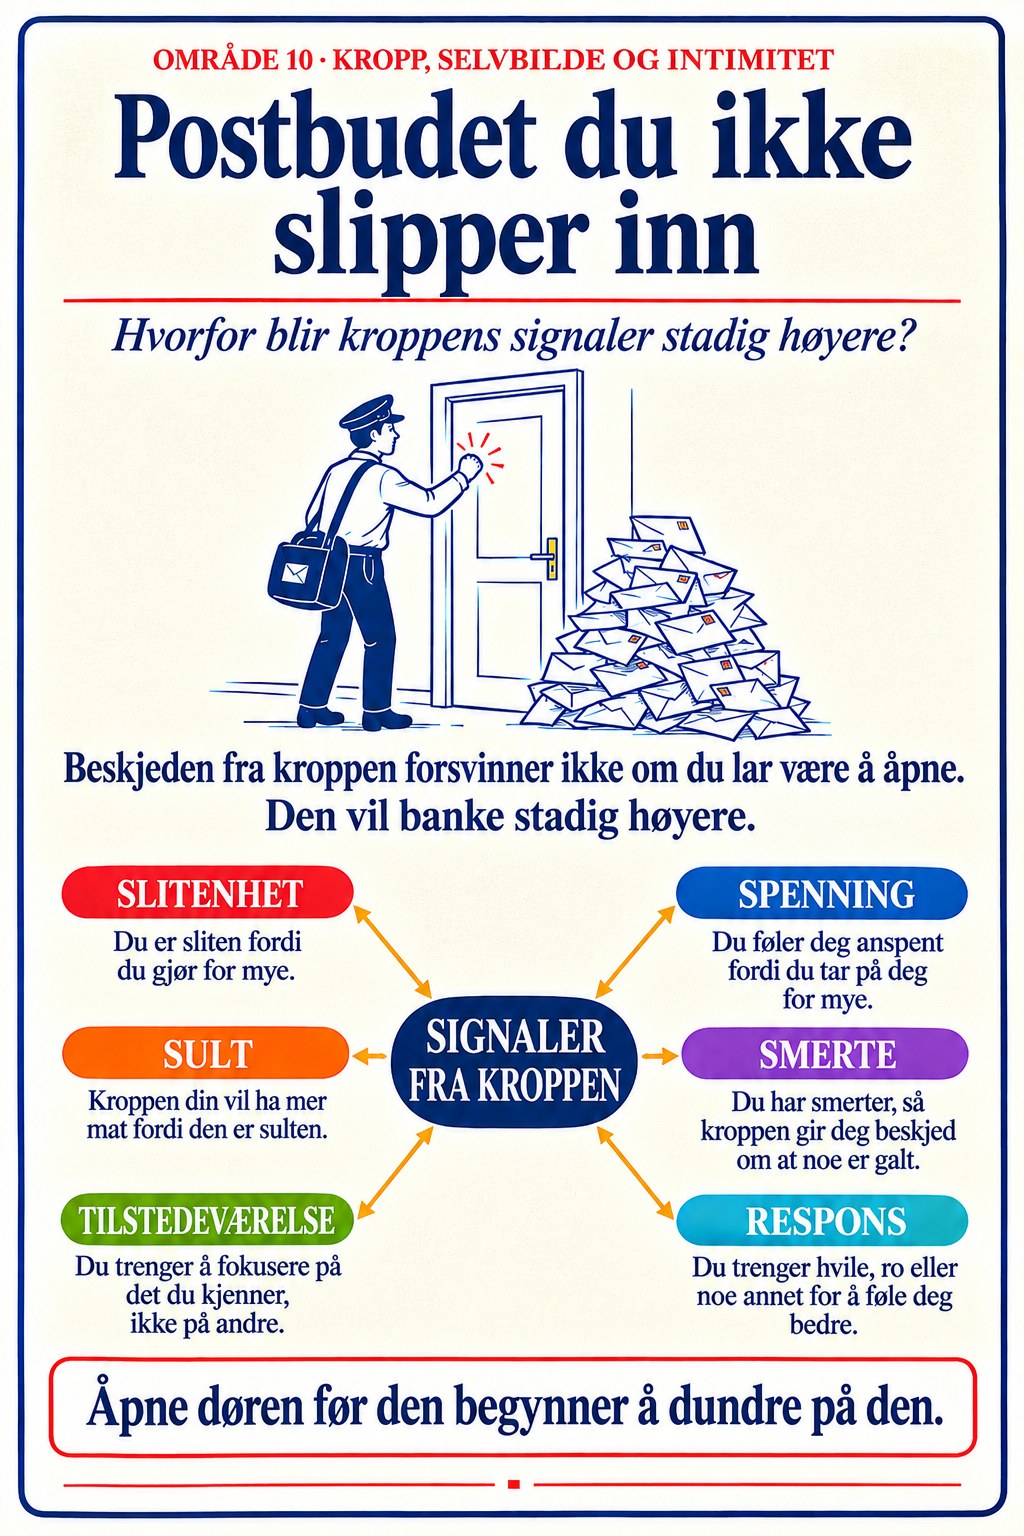 OMRÅDE 10 · KROPP, SELVBILDE OG INTIMITET
Postbudet du ikke
slipper inn
Hvorfor blir kroppens signaler stadig høyere?
Beskjeden fra kroppen forsvinner ikke om du lar være å åpne.
Den vil banke stadig høyere.
SLITENHET
Du er sliten fordi
du gjør for mye.
SULT
Kroppen din vil ha mer
mat fordi den er sulten.
TILSTEDEVÆRELSE
Du trenger å fokusere på
det du kjenner,
ikke på andre.
SIGNALER
FRA KROPPEN
SPENNING
Du føler deg anspent
fordi du tar på deg
for mye.
SMERTE
Du har smerter, så
kroppen gir deg beskjed
om at noe er galt.
RESPONS
Du trenger hvile, ro eller
noe annet for å føle deg
bedre.
Åpne døren før den begynner å dundre på den.